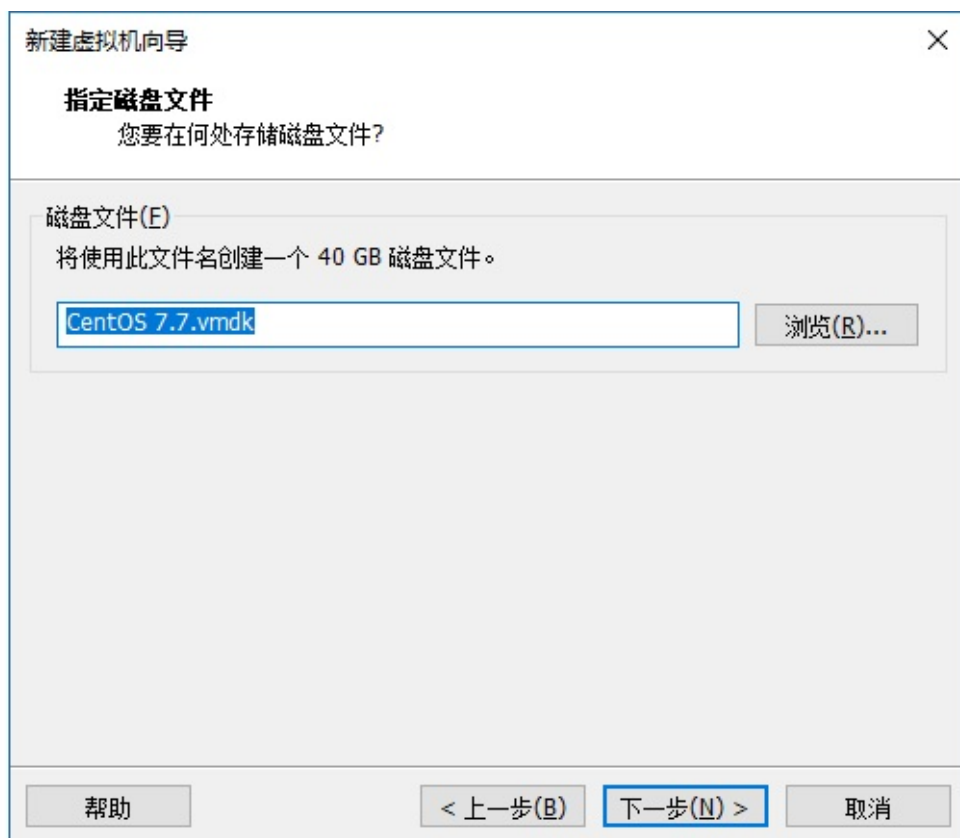 新建虚拟机向导
指定磁盘文件
您要在何处存储磁盘文件?
磁盘文件(F)
将使用此文件名创建一个 40 GB 磁盘文件。
CentOS 7.7.vmdk
浏览(R)...
帮助
< 上一步(B)
下一步(N) >
取消